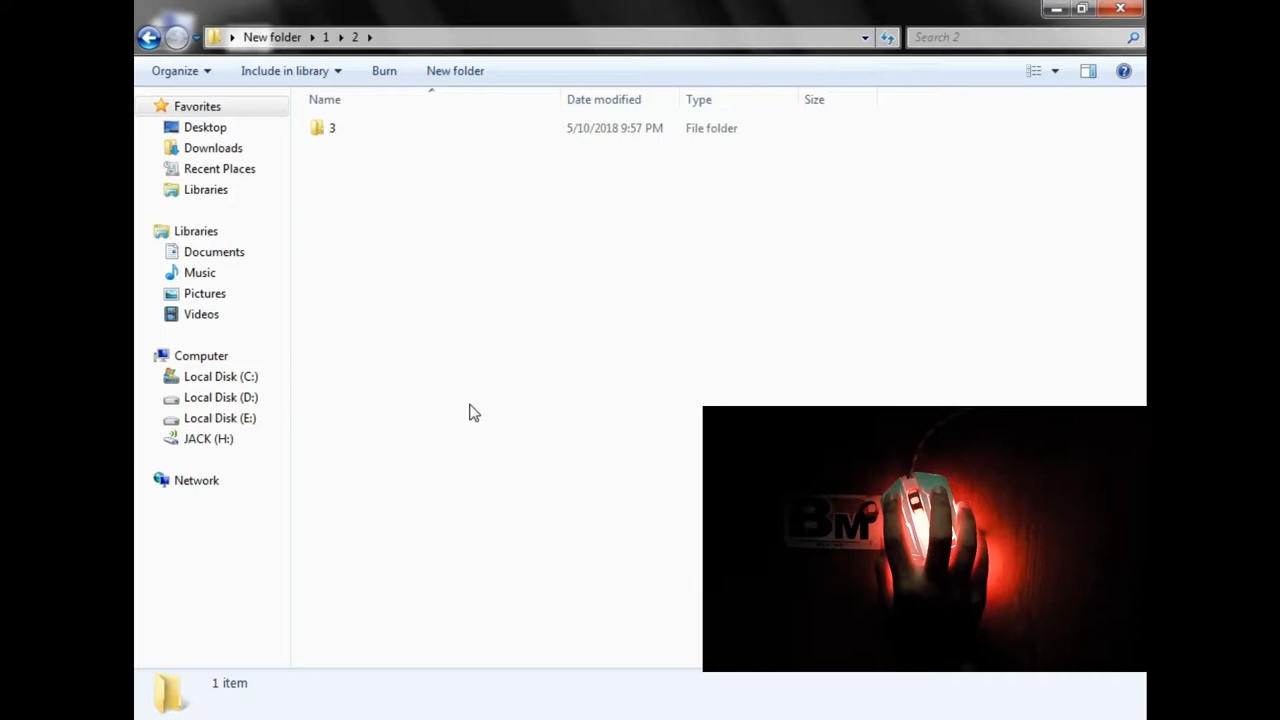 New folder 1 2
Search 2
Organize Include in library Burn New folder
Name Date modified Type Size
3 5/10/2018 9:57 PM File folder
Favorites
Desktop
Downloads
Recent Places
Libraries
Libraries
Documents
Music
Pictures
Videos
Computer
Local Disk (C:)
Local Disk (D:)
Local Disk (E:)
JACK (H:)
Network
BM
1 item